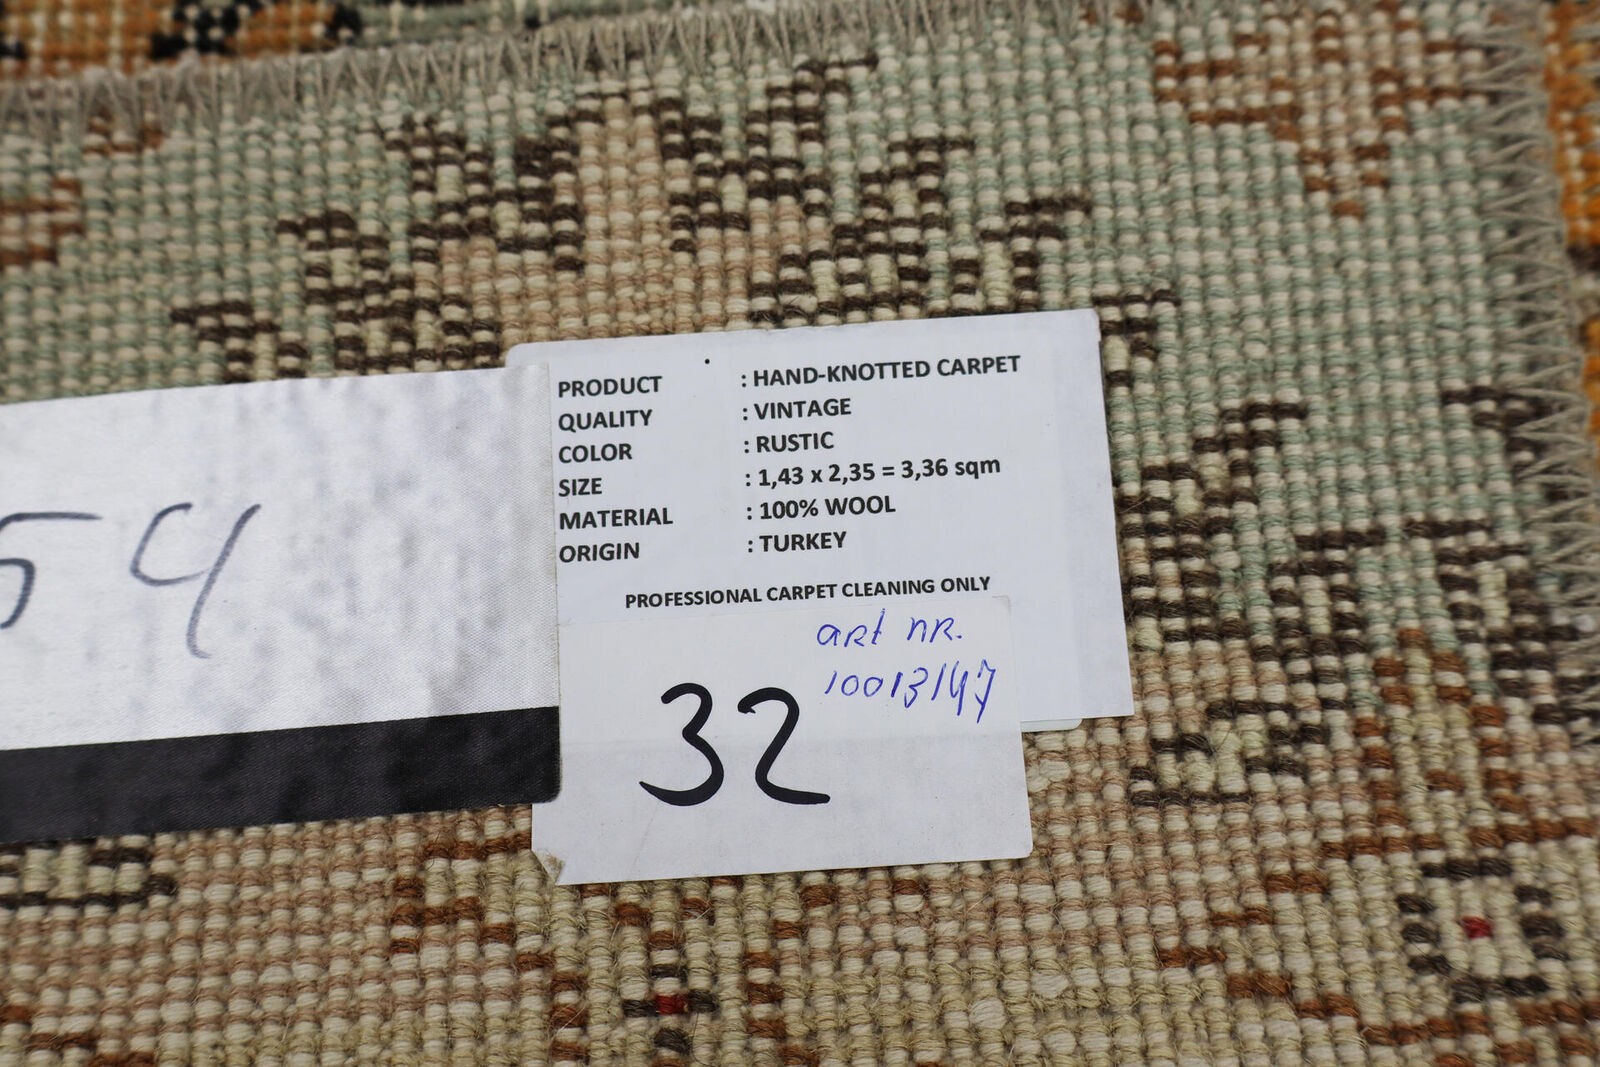 PRODUCT : HAND-KNOTTED CARPET
QUALITY : VINTAGE
COLOR : RUSTIC
SIZE : 1,43 x 2,35 = 3,36 sqm
MATERIAL : 100% WOOL
ORIGIN : TURKEY
PROFESSIONAL CARPET CLEANING ONLY
art nr.
10013147
32
54